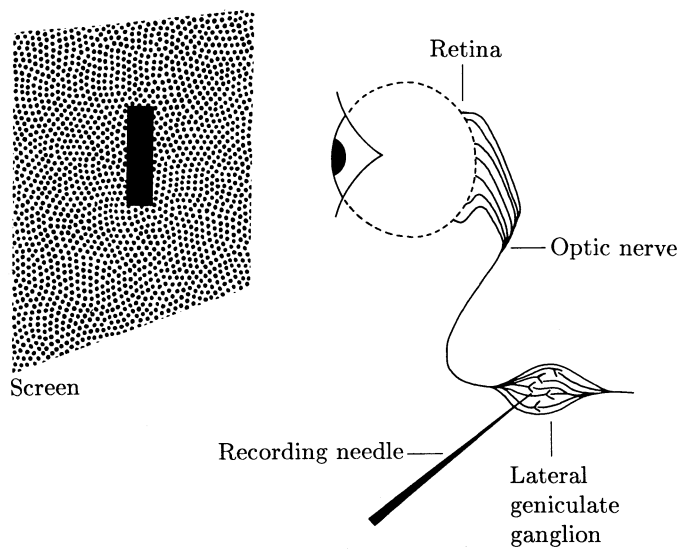 Retina
Optic nerve
Screen
Recording needle
Lateral
geniculate
ganglion